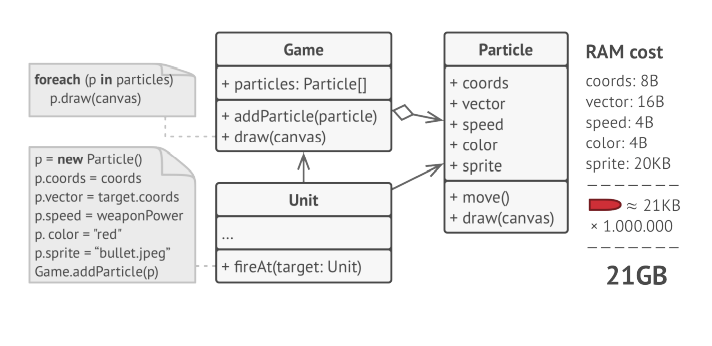 foreach (p in particles)
p.draw(canvas)
p = new Particle()
p.coords = coords
p.vector = target.coords
p.speed = weaponPower
p. color = "red"
p.sprite = “bullet.jpeg”
Game.addParticle(p)
Game
+ particles: Particle[]
+ addParticle(particle)
+ draw(canvas)
Unit
...
+ fireAt(target: Unit)
Particle
+ coords
+ vector
+ speed
+ color
+ sprite
+ move()
+ draw(canvas)
RAM cost
coords: 8B
vector: 16B
speed: 4B
color: 4B
sprite: 20KB
≈ 21KB
× 1.000.000
21GB